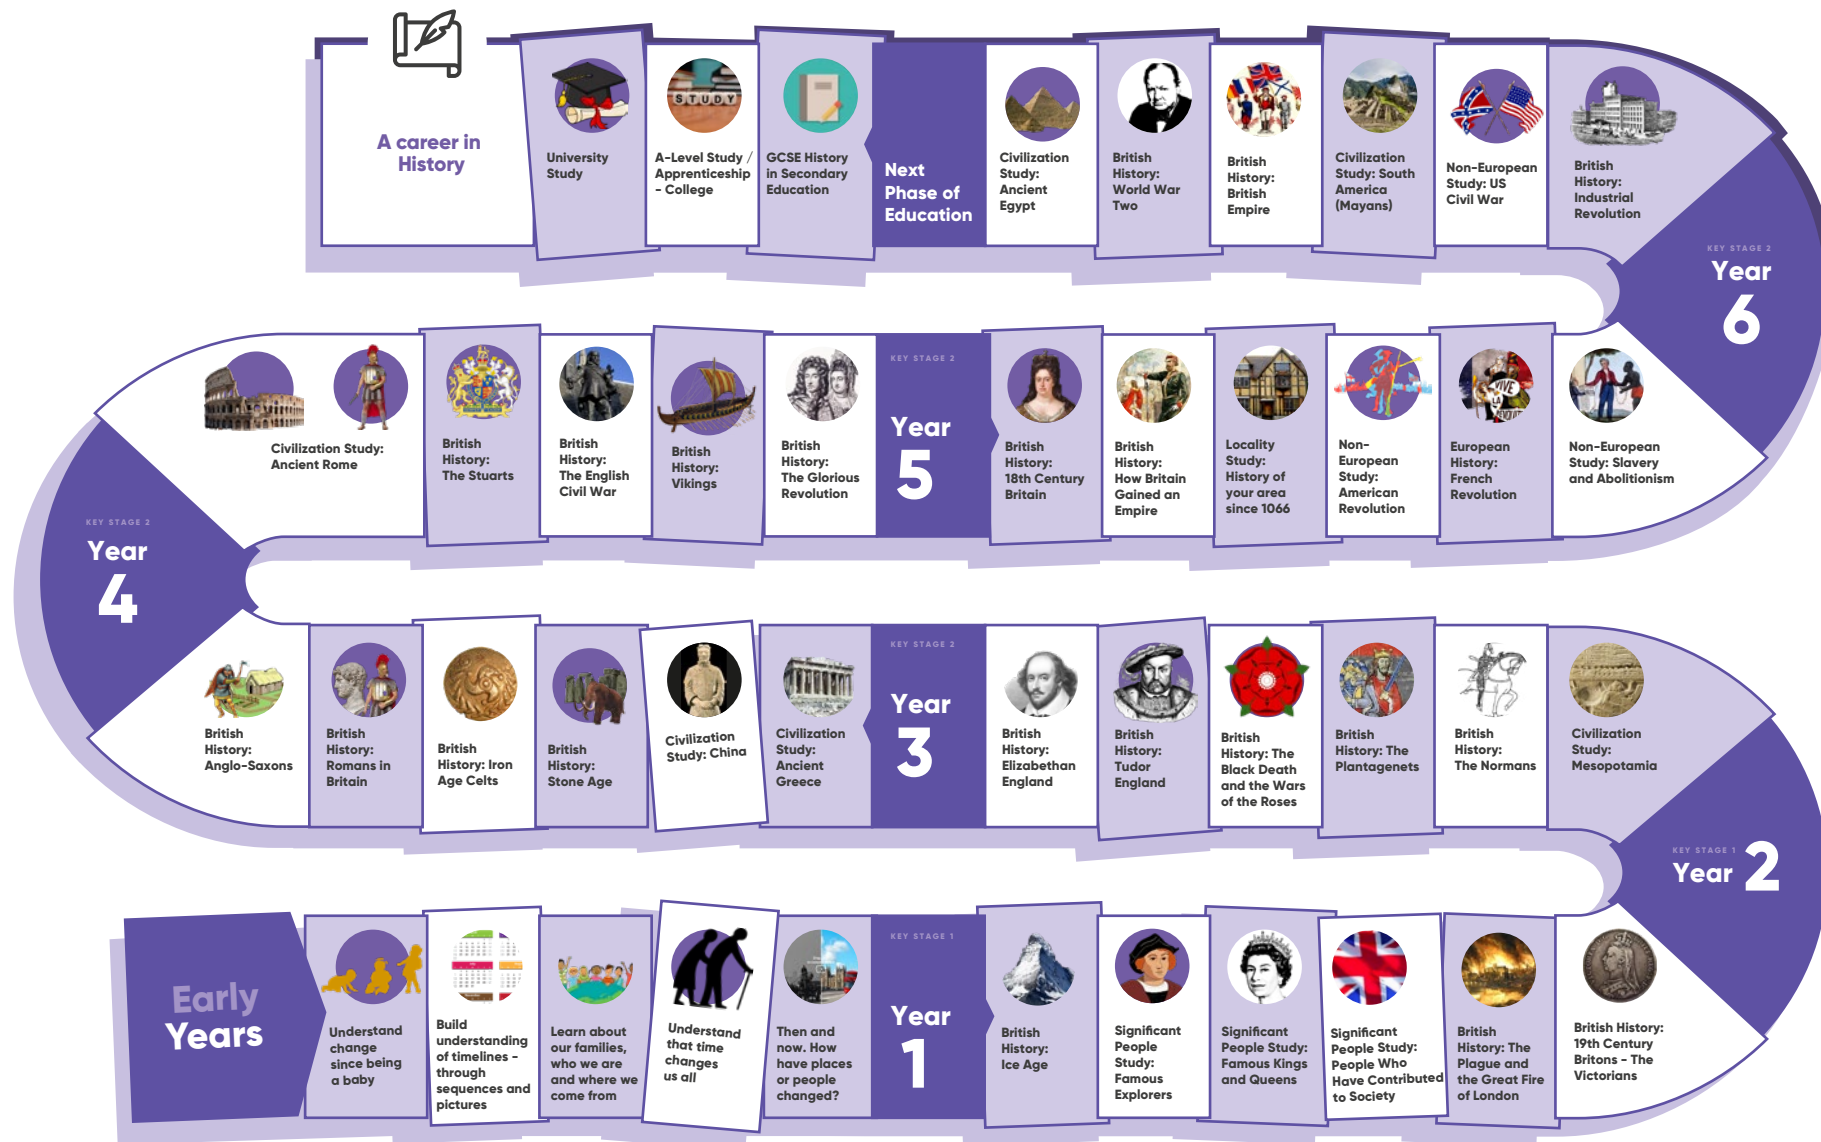 A career in
History
University
Study
STUDY
A-Level Study /
Apprenticeship
- College
GCSE History
in Secondary
Education
Next
Phase of
Education
Civilization
Study:
Ancient
Egypt
British
History:
World War
Two
British
History:
British
Empire
Civilization
Study: South
America
(Mayans)
Non-European
Study: US
Civil War
British
History:
Industrial
Revolution
KEY STAGE 2
Year
6
Civilization Study:
Ancient Rome
British
History:
The Stuarts
British
History:
The English
Civil War
British
History:
Vikings
British
History:
The Glorious
Revolution
KEY STAGE 2
Year
5
British
History:
18th Century
Britain
British
History:
How Britain
Gained an
Empire
Locality
Study:
History of
your area
since 1066
Non-
European
Study:
American
Revolution
VIVE
LA
European
History:
French
Revolution
Non-European
Study: Slavery
and Abolitionism
KEY STAGE 2
Year
4
British
History:
Anglo-Saxons
British
History:
Romans in
Britain
British
History: Iron
Age Celts
British
History:
Stone Age
Civilization
Study: China
Civilization
Study:
Ancient
Greece
KEY STAGE 2
Year
3
British
History:
Elizabethan
England
British
History:
Tudor
England
British
History: The
Black Death
and the Wars
of the Roses
British
History: The
Plantagenets
British
History:
The Normans
Civilization
Study:
Mesopotamia
KEY STAGE 1
Year 2
Early
Years
Understand
change
since being
a baby
Build
understanding
of timelines -
through
sequences and
pictures
Learn about
our families,
who we are
and where we
come from
Understand
that time
changes
us all
Then and
now. How
have places
or people
changed?
KEY STAGE 1
Year
1
British
History:
Ice Age
Significant
People
Study:
Famous
Explorers
Significant
People Study:
Famous Kings
and Queens
Significant
People Study:
People Who
Have Contributed
to Society
British
History: The
Plague and
the Great Fire
of London
British History:
19th Century
Britons - The
Victorians